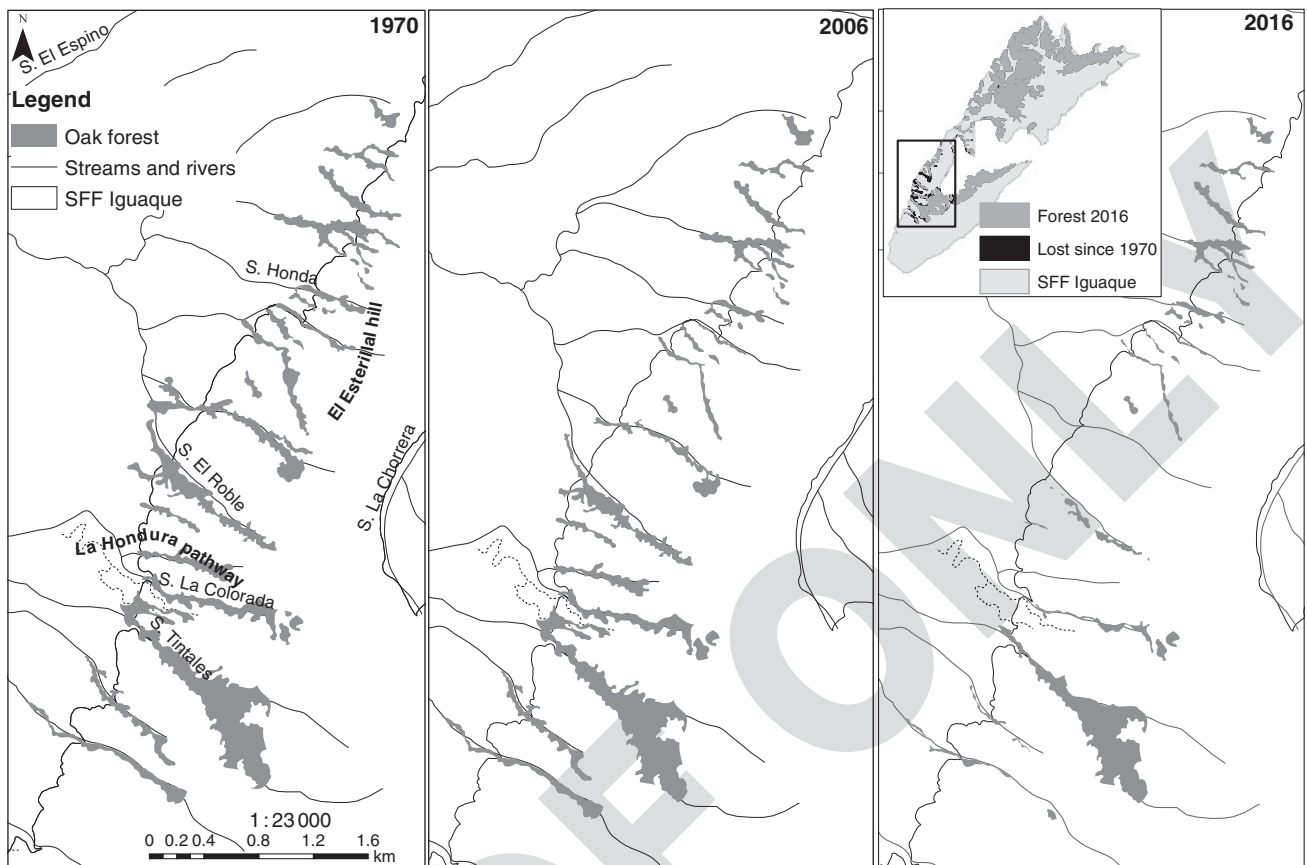 1970
N
S. El Espino
Legend
Oak forest
Streams and rivers
SFF Iguaque
S. Honda
El Esterillal hill
S. La Chorrera
S. El Roble
La Hondura pathway
S. La Colorada
S. Tintales
1 : 23 000
0 0.2 0.4 0.8 1.2 1.6
km
2006
2016
Forest 2016
Lost since 1970
SFF Iguaque
E ONLY